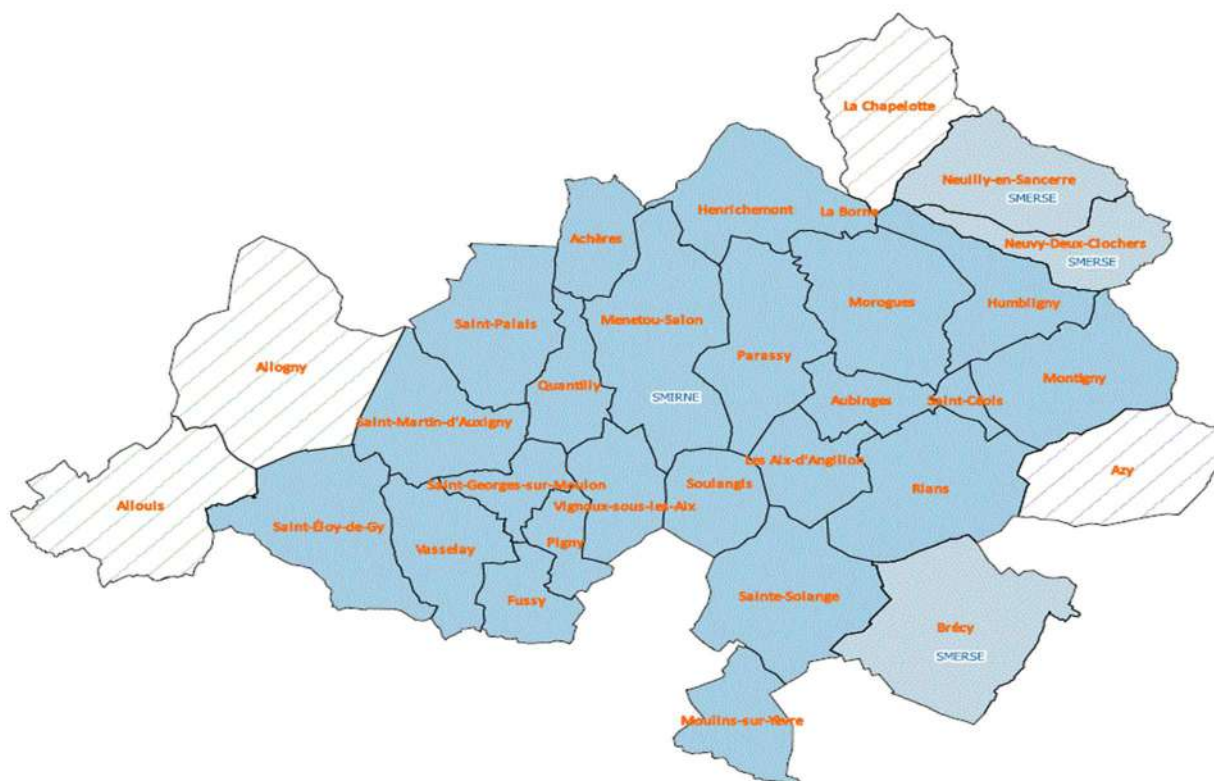 La Chapelotte
Neuilly-en-Sancerre
SMERSE
Henrichemont
La Borne
Achères
Neuvy-Deux-Clochers
SMERSE
Morogues
Humbligny
Saint-Palais
Menetou-Salon
Parassy
Allogny
Quantilly
SMIRNE
Aubinges
Saint-Céols
Montigny
Saint-Martin-d'Auxigny
Les Aix-d'Angillon
Azy
Saint-Georges-sur-Moulon
Soulangis
Rians
Allouis
Vignoux-sous-les-Aix
Saint-Éloy-de-Gy
Vasselay
Pigny
Fussy
Sainte-Solange
Brécy
SMERSE
Moulins-sur-Yèvre